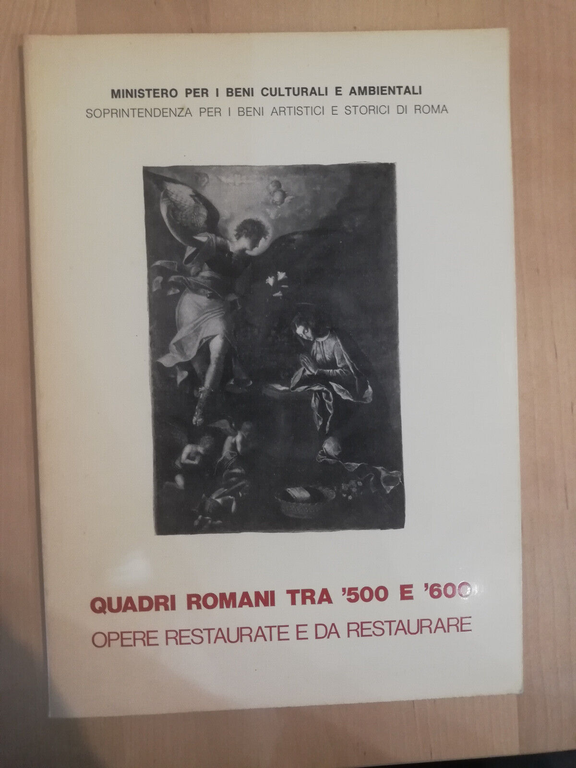 MINISTERO PER I BENI CULTURALI E AMBIENTALI
SOPRINTENDENZA PER I BENI ARTISTICI E STORICI DI ROMA
QUADRI ROMANI TRA '500 E '600
OPERE RESTAURATE E DA RESTAURARE